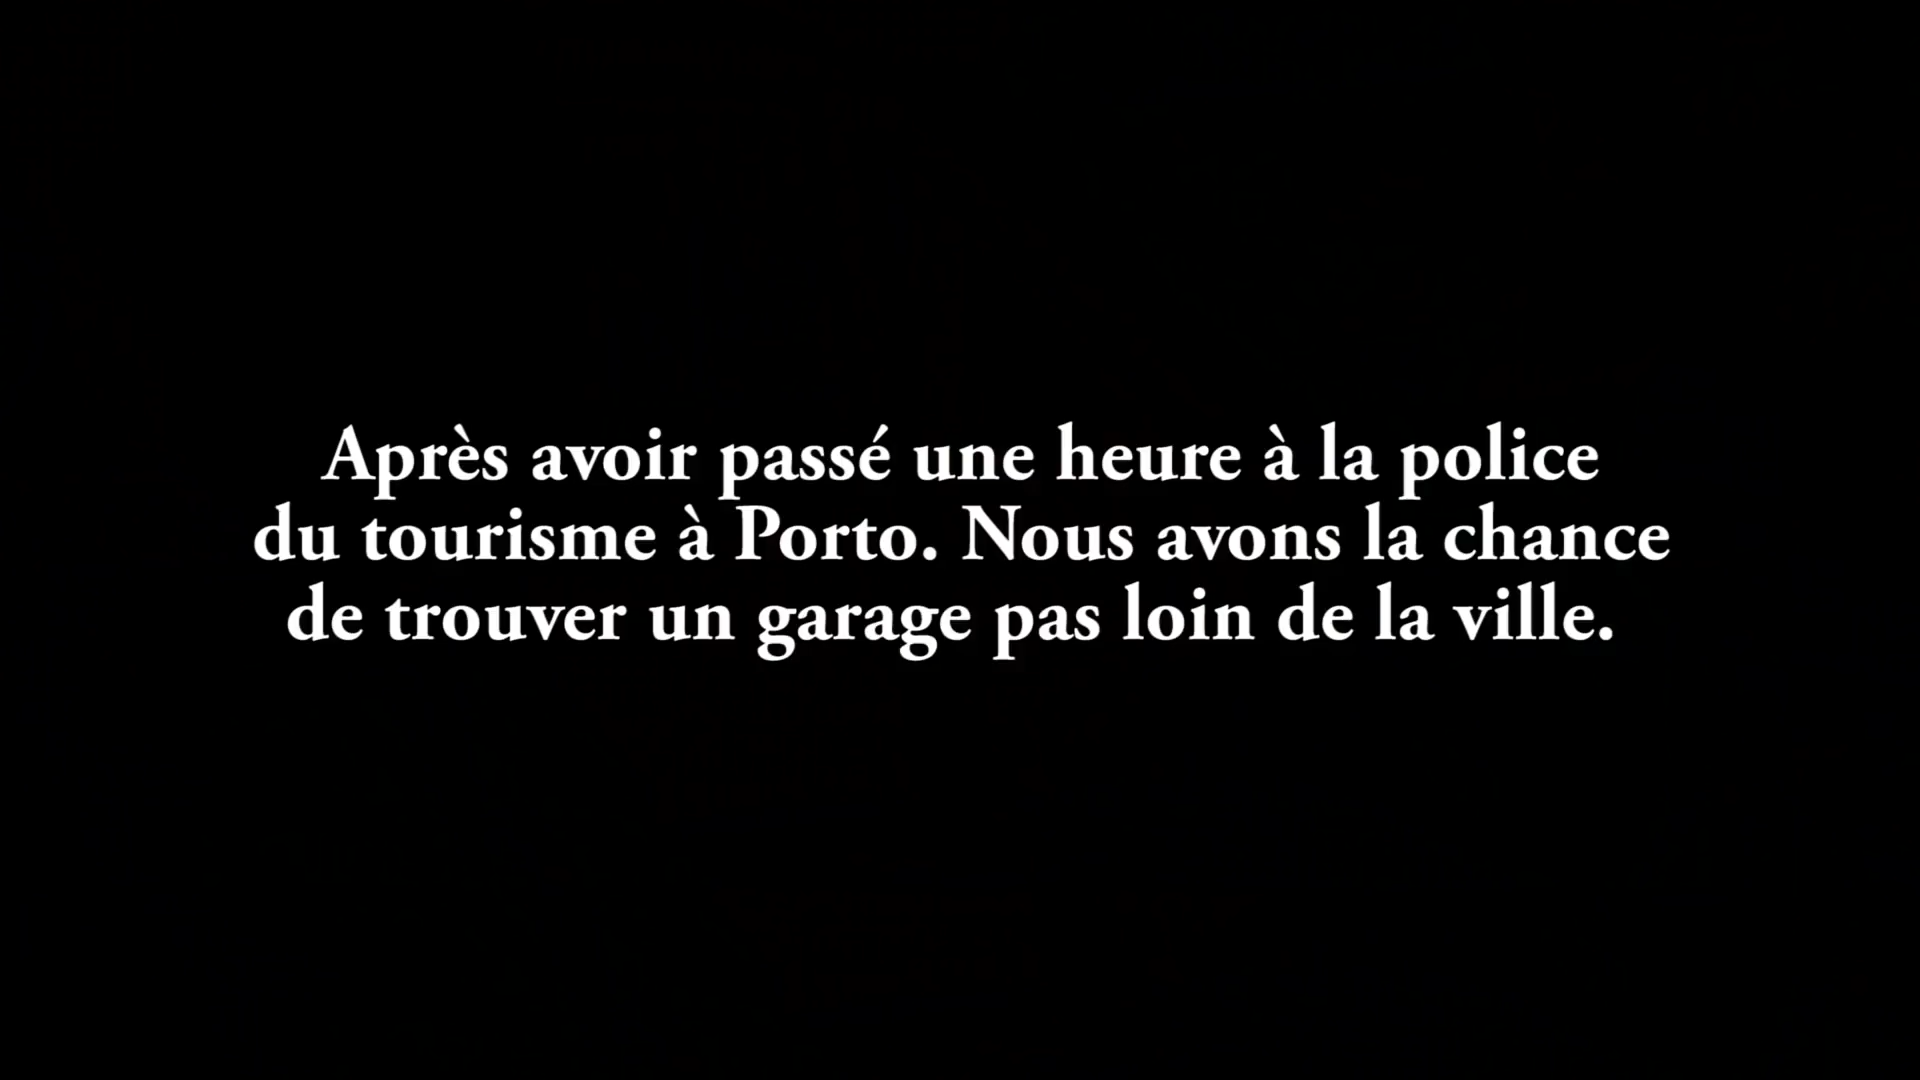 Après avoir passé une heure à la police
du tourisme à Porto. Nous avons la chance
de trouver un garage pas loin de la ville.